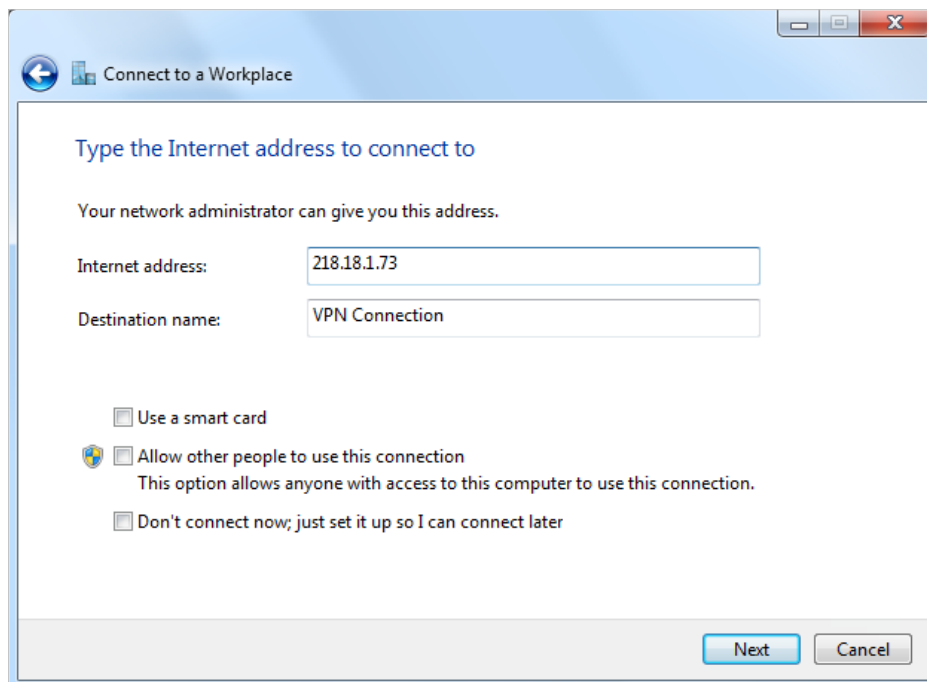 Connect to a Workplace
Type the Internet address to connect to
Your network administrator can give you this address.
Internet address: 218.18.1.73
Destination name: VPN Connection
Use a smart card
Allow other people to use this connection
This option allows anyone with access to this computer to use this connection.
Don't connect now; just set it up so I can connect later
Next Cancel